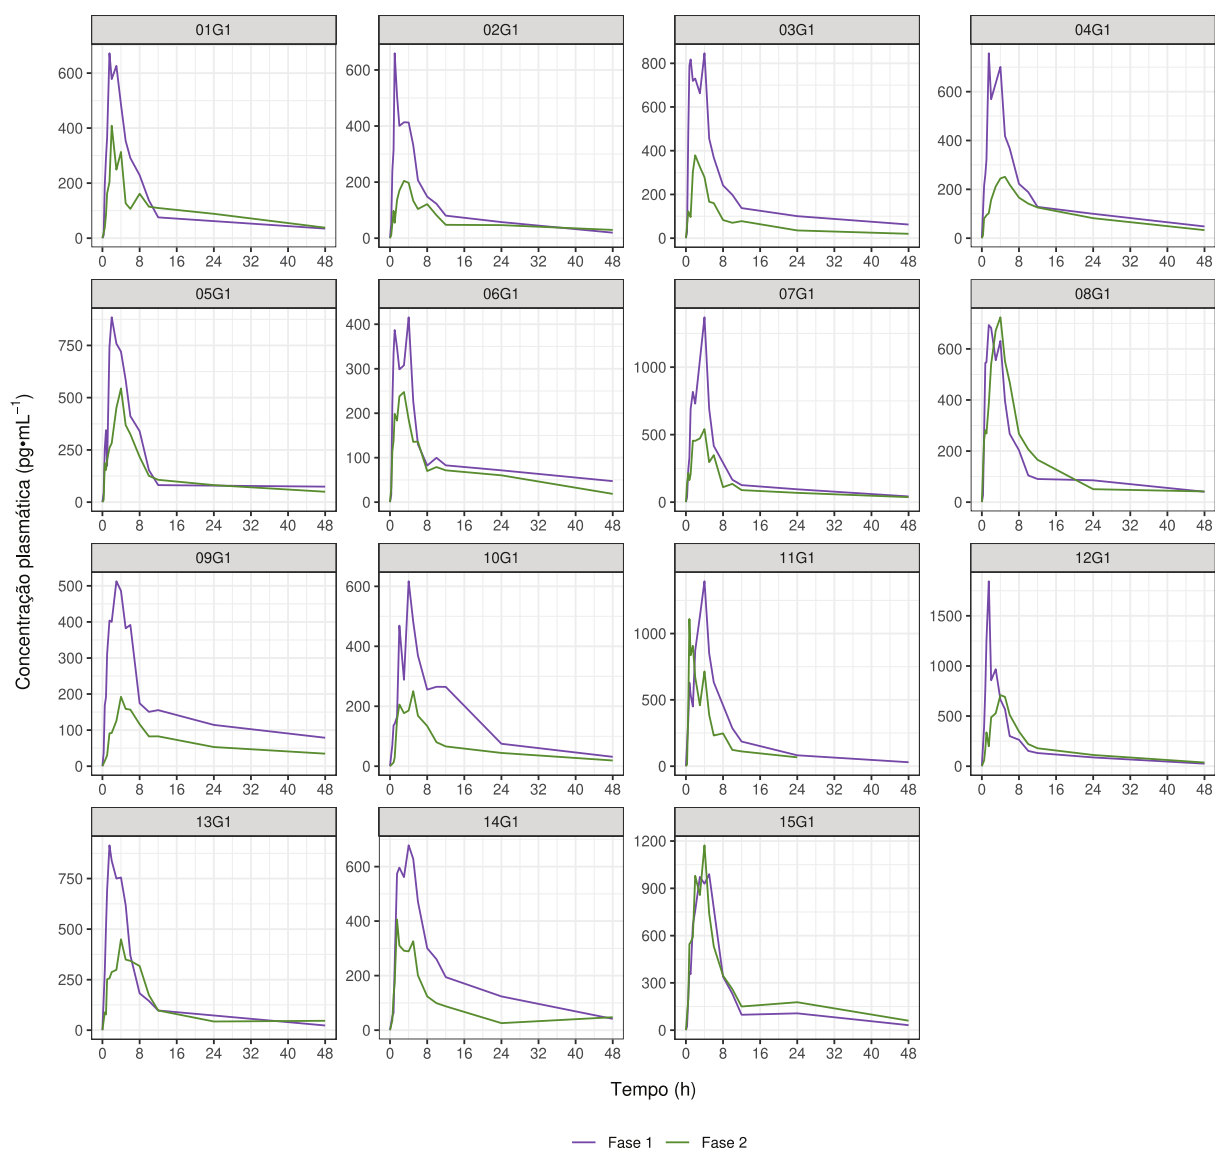 01G1 02G1 03G1 04G1
600 400 200 0
600 400 200 0
800 600 400 200 0
600 400 200 0
0 8 16 24 32 40 48
0 8 16 24 32 40 48
0 8 16 24 32 40 48
0 8 16 24 32 40 48
05G1 06G1 07G1 08G1
750 500 250 0
400 300 200 100 0
1000 500 0
600 400 200 0
0 8 16 24 32 40 48
0 8 16 24 32 40 48
0 8 16 24 32 40 48
0 8 16 24 32 40 48
Concentração plasmática (pg•mL⁻¹)
09G1 10G1 11G1 12G1
500 400 300 200 100 0
600 400 200 0
1000 500 0
1500 1000 500 0
0 8 16 24 32 40 48
0 8 16 24 32 40 48
0 8 16 24 32 40 48
0 8 16 24 32 40 48
13G1 14G1 15G1
750 500 250 0
600 400 200 0
1200 900 600 300 0
0 8 16 24 32 40 48
0 8 16 24 32 40 48
0 8 16 24 32 40 48
Tempo (h)
Fase 1 Fase 2